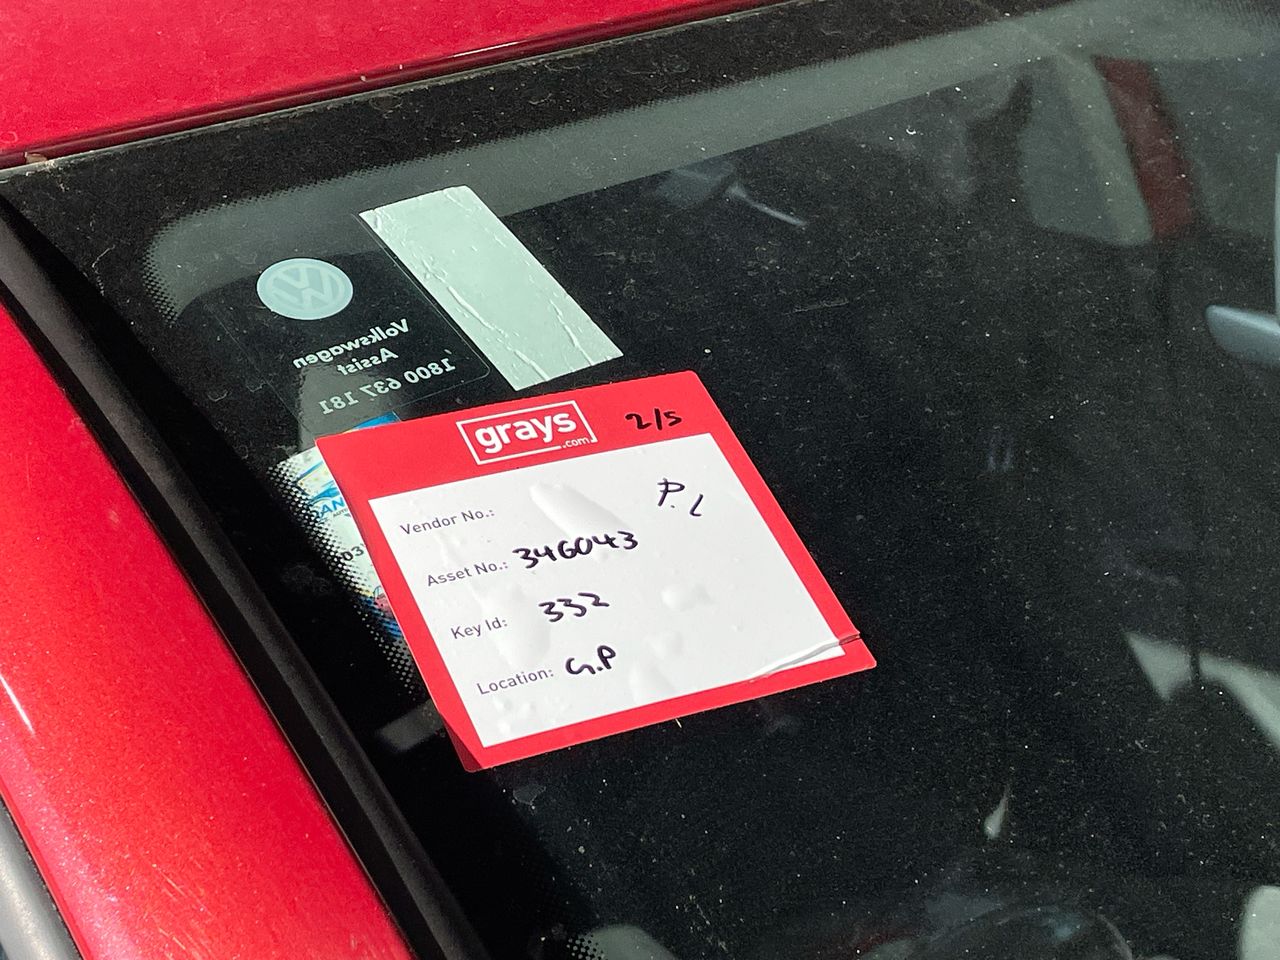 Volkswagen
Assist
1800 637 181
grays
.com
2/5
P.L
Vendor No.:
Asset No.: 346043
Key Id: 332
Location: G.P